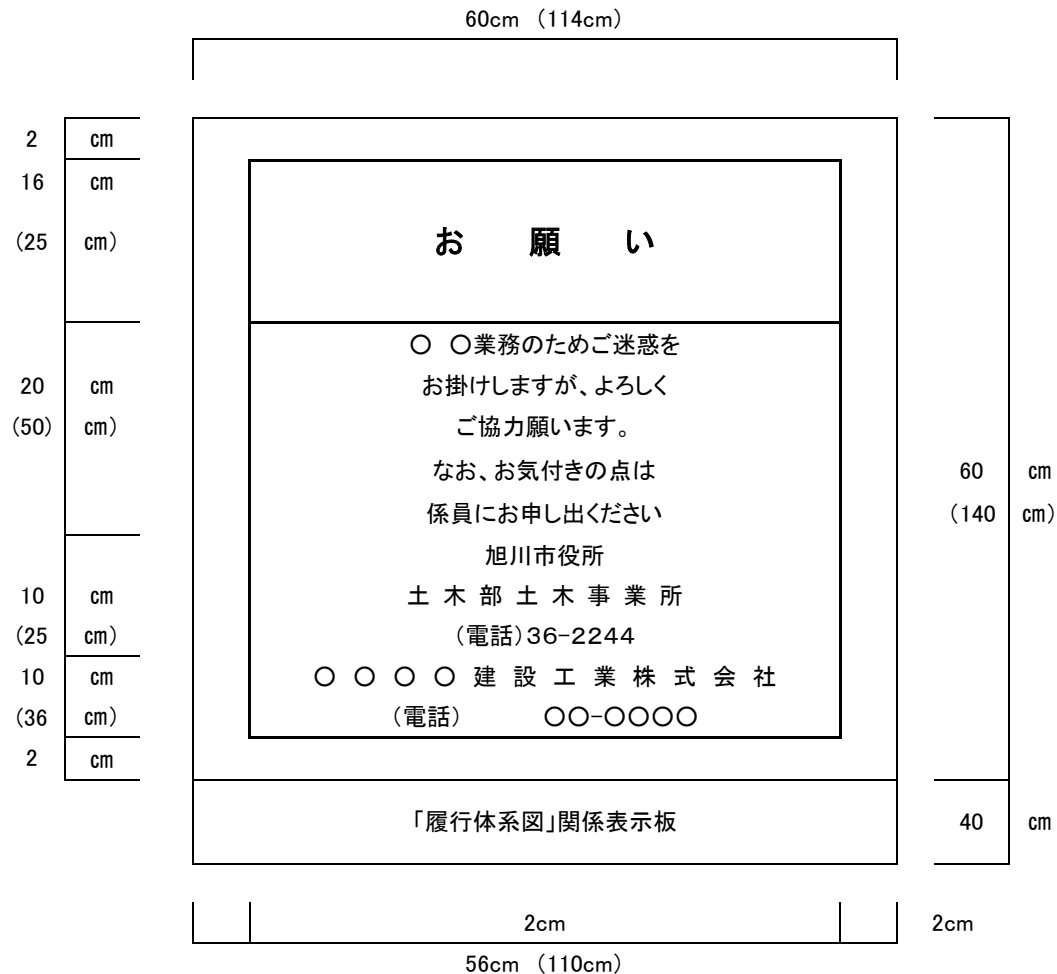 60cm （114cm）
2 cm
16 cm
（25 cm）
お 願 い
○ ○業務のためご迷惑を
20 cm お掛けしますが、よろしく
（50） cm） ご協力願います。
なお、お気付きの点は 60 cm
係員にお申し出ください （140 cm）
旭川市役所
10 cm 土 木 部 土 木 事 業 所
（25 cm） （電話）36-2244
10 cm ○ ○ ○ ○ 建 設 工 業 株 式 会 社
（36 cm） （電話） ○○-○○○○
2 cm
「履行体系図」関係表示板 40 cm
2cm 2cm
56cm （110cm）